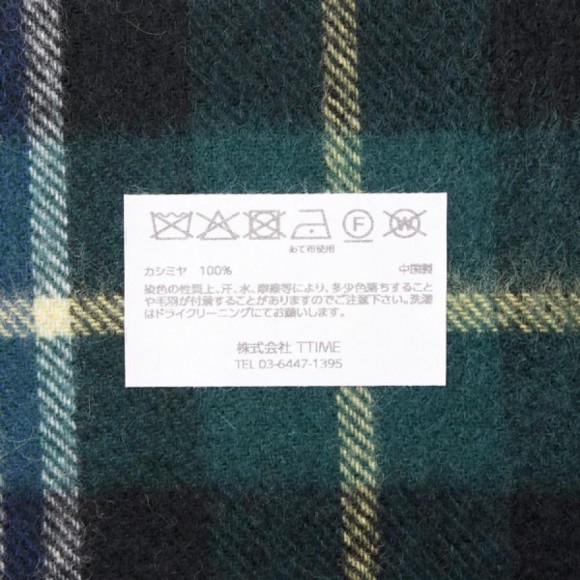 F W
あて布使用
カシミヤ 100% 中国製
染色の性質上、汗、水、摩擦等により、多少色落ちすること
や毛羽が付着することがありますのでご注意下さい。洗濯
はドライクリーニングにてお願いします。
株式会社 TTIME
TEL 03-6447-1395